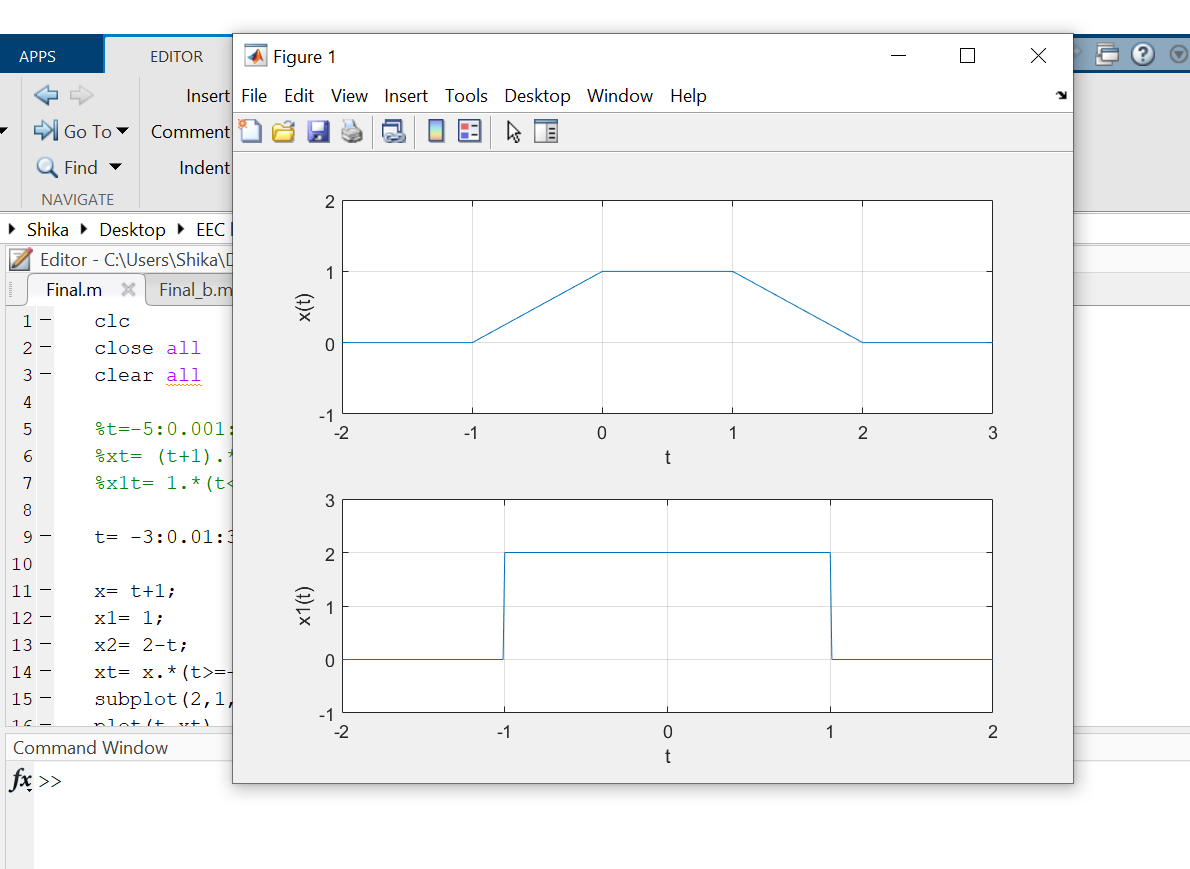 APPS
EDITOR
Figure 1
Insert
File Edit View Insert Tools Desktop Window Help
Go To
Comment
Find
Indent
NAVIGATE
Shika Desktop EEC
Editor - C:\Users\Shika\
Final.m
Final_b.m
1 clc
2 close all
3 clear all
4
5 %t=-5:0.001:
6 %xt= (t+1).*
7 %x1t= 1.*(t<
8
9 t= -3:0.01:3
10
11 x= t+1;
12 x1= 1;
13 x2= 2-t;
14 xt= x.*(t>=-
15 subplot(2,1,
16 plot(t,xt)
2
1
0
-1
x(t)
-2 -1 0 1 2 3
t
3
2
1
0
-1
x1(t)
-2 -1 0 1 2
t
Command Window
fx >>